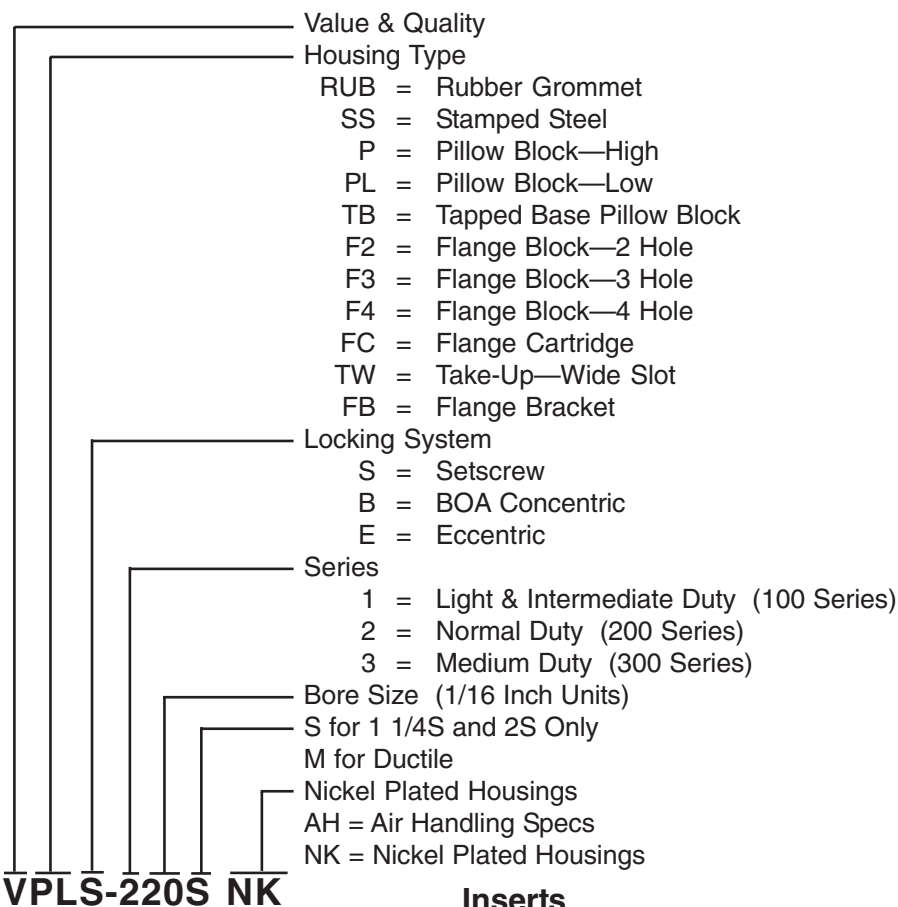 Value & Quality
Housing Type
RUB = Rubber Grommet
SS = Stamped Steel
P = Pillow Block—High
PL = Pillow Block—Low
TB = Tapped Base Pillow Block
F2 = Flange Block—2 Hole
F3 = Flange Block—3 Hole
F4 = Flange Block—4 Hole
FC = Flange Cartridge
TW = Take-Up—Wide Slot
FB = Flange Bracket
Locking System
S = Setscrew
B = BOA Concentric
E = Eccentric
Series
1 = Light & Intermediate Duty (100 Series)
2 = Normal Duty (200 Series)
3 = Medium Duty (300 Series)
Bore Size (1/16 Inch Units)
S for 1 1/4S and 2S Only
M for Ductile
Nickel Plated Housings
AH = Air Handling Specs
NK = Nickel Plated Housings
VPLS-220S NK
Inserts